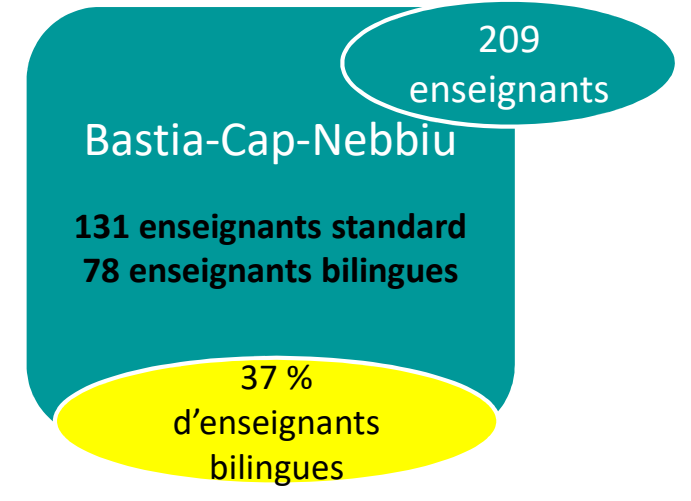 209
enseignants
Bastia-Cap-Nebbiu
131 enseignants standard
78 enseignants bilingues
37 %
d’enseignants
bilingues